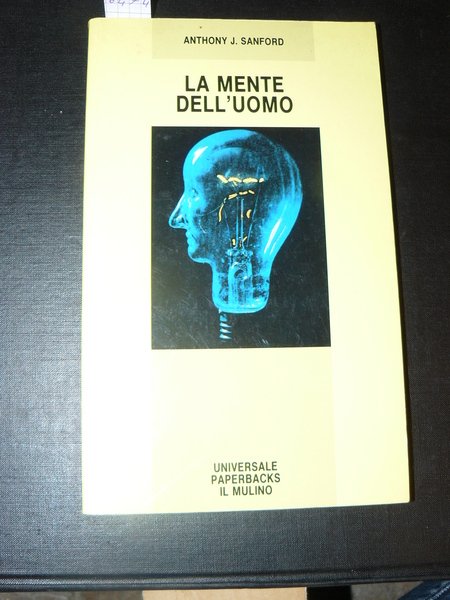 ANTHONY J. SANFORD
LA MENTE
DELL'UOMO
UNIVERSALE
PAPERBACKS
IL MULINO